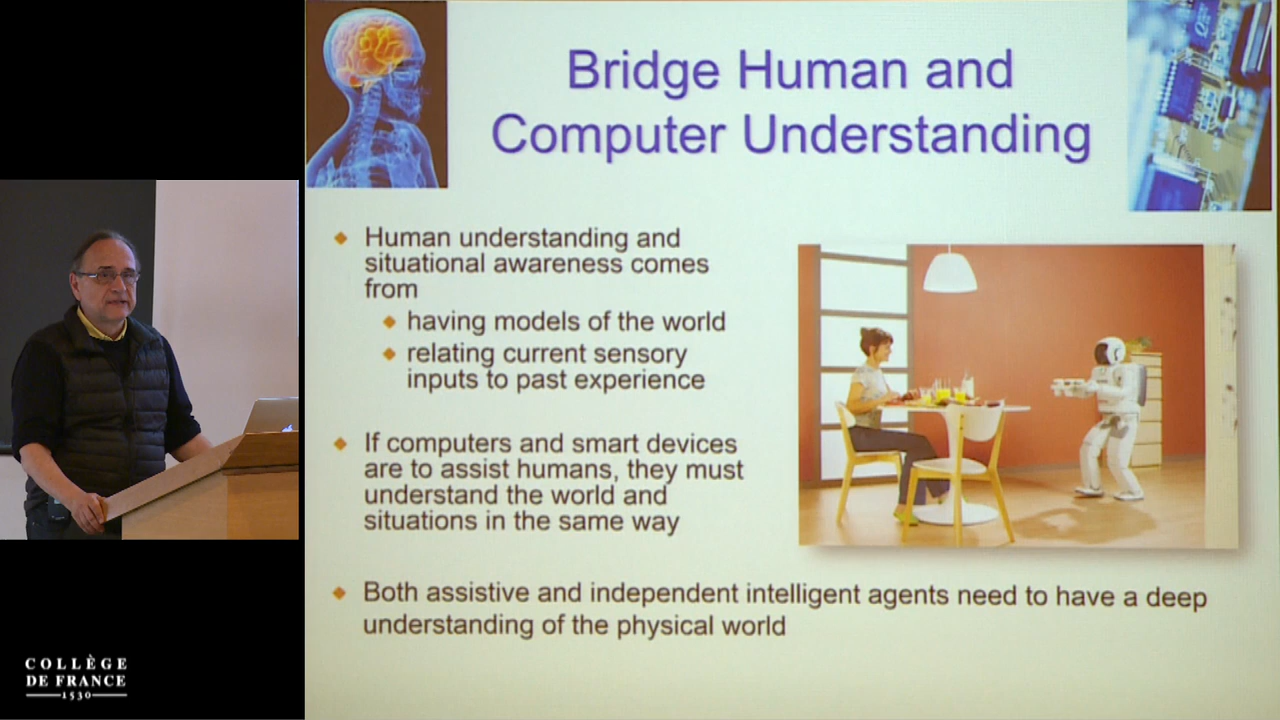 Bridge Human and
Computer Understanding
Human understanding and
situational awareness comes
from
having models of the world
relating current sensory
inputs to past experience
If computers and smart devices
are to assist humans, they must
understand the world and
situations in the same way
Both assistive and independent intelligent agents need to have a deep
understanding of the physical world
COLLÈGE
DE FRANCE
1530